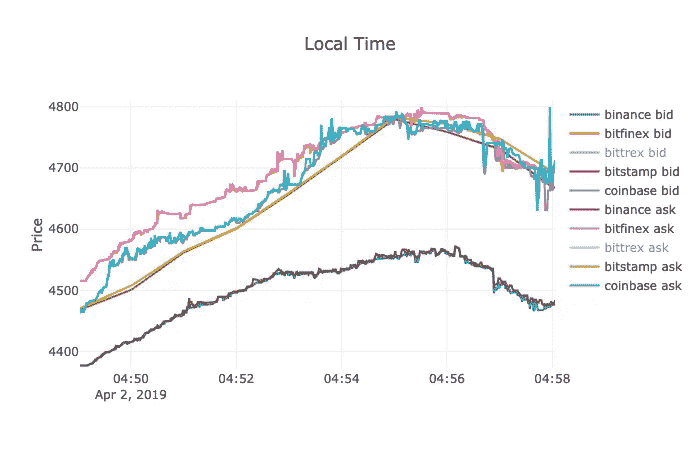 Local Time
4800
4700
4600
4500
4400
Price
04:50
04:52
04:54
04:56
04:58
Apr 2, 2019
binance bid
bitfinex bid
bittrex bid
bitstamp bid
coinbase bid
binance ask
bitfinex ask
bittrex ask
bitstamp ask
coinbase ask